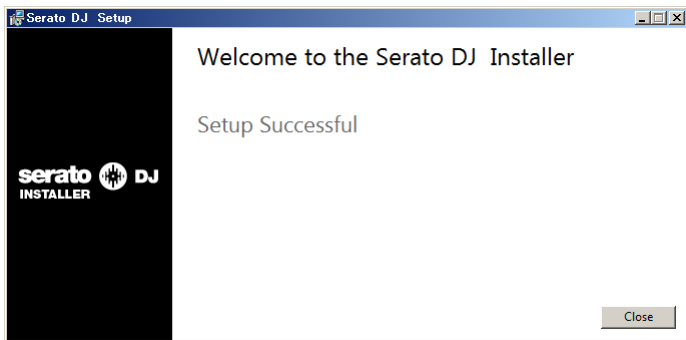 Serato DJ Setup
Welcome to the Serato DJ Installer
Setup Successful
serato DJ
INSTALLER
Close